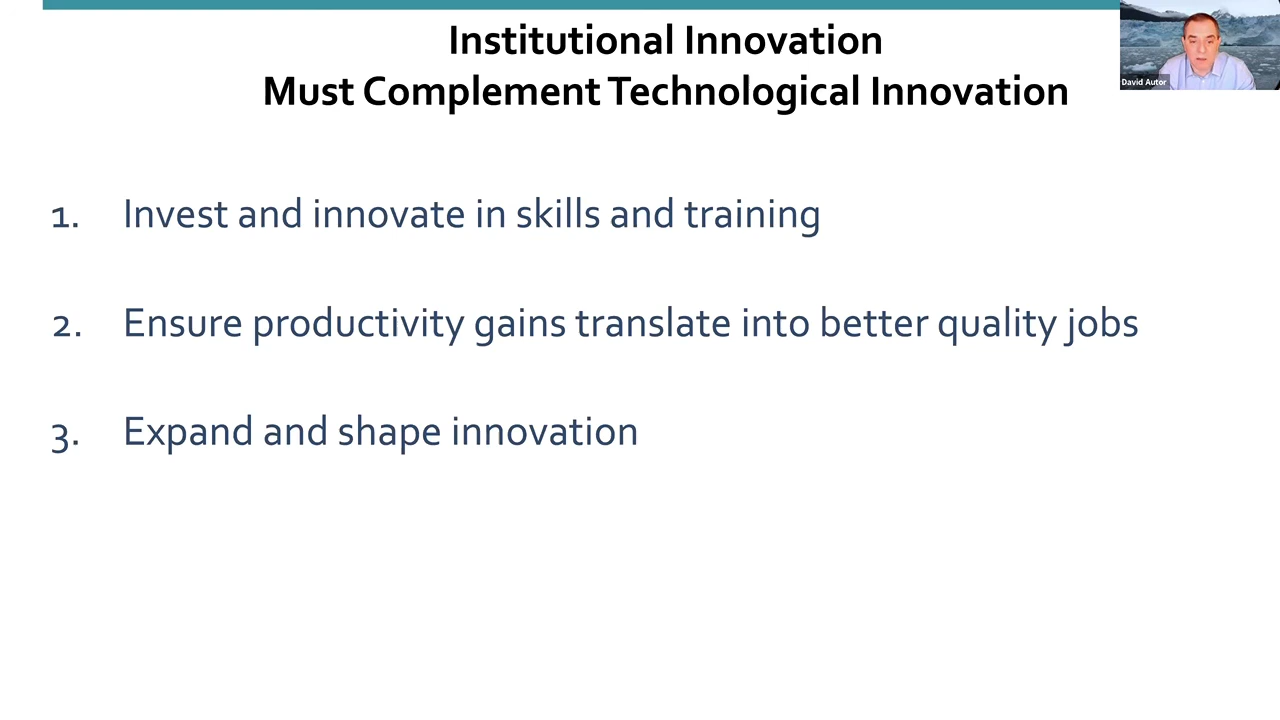 Institutional Innovation
Must Complement Technological Innovation
David Autor
1. Invest and innovate in skills and training
2. Ensure productivity gains translate into better quality jobs
3. Expand and shape innovation